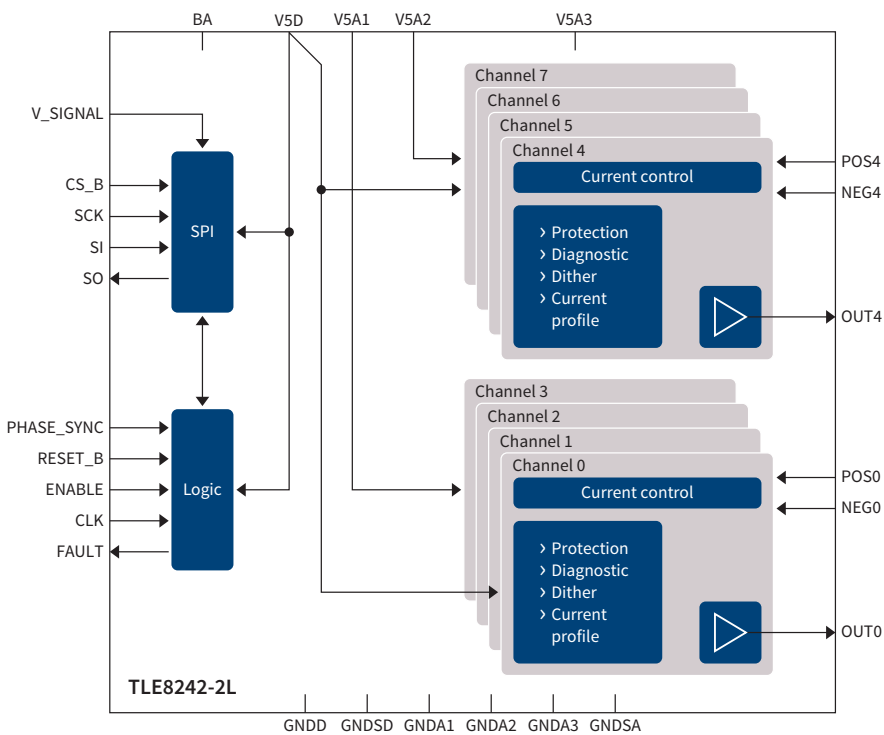 BA
V5D
V5A1
V5A2
V5A3
V_SIGNAL
CS_B
SCK
SI
SO
SPI
PHASE_SYNC
RESET_B
ENABLE
CLK
FAULT
Logic
Channel 7
Channel 6
Channel 5
Channel 4
Current control
› Protection
› Diagnostic
› Dither
› Current
profile
POS4
NEG4
OUT4
Channel 3
Channel 2
Channel 1
Channel 0
Current control
› Protection
› Diagnostic
› Dither
› Current
profile
POS0
NEG0
OUT0
TLE8242-2L
GNDD
GNDSD
GNDA1
GNDA2
GNDA3
GNDSA